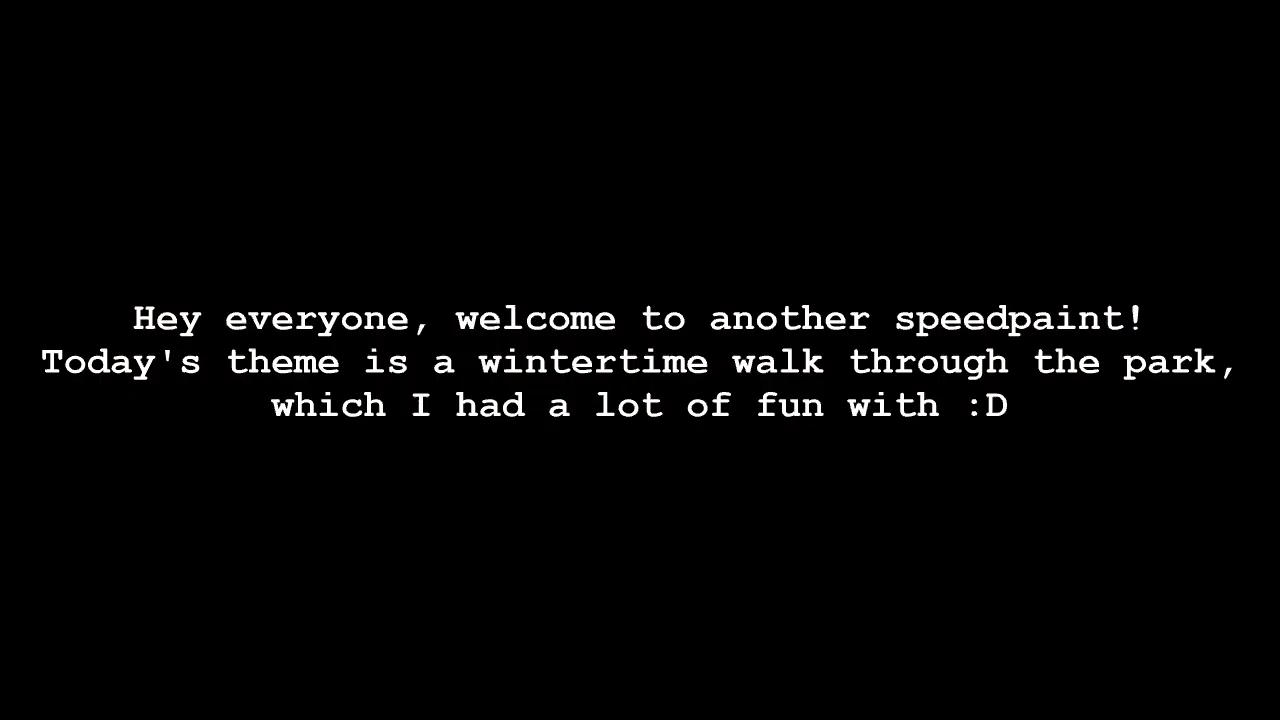 Hey everyone, welcome to another speedpaint!
Today's theme is a wintertime walk through the park,
which I had a lot of fun with :D